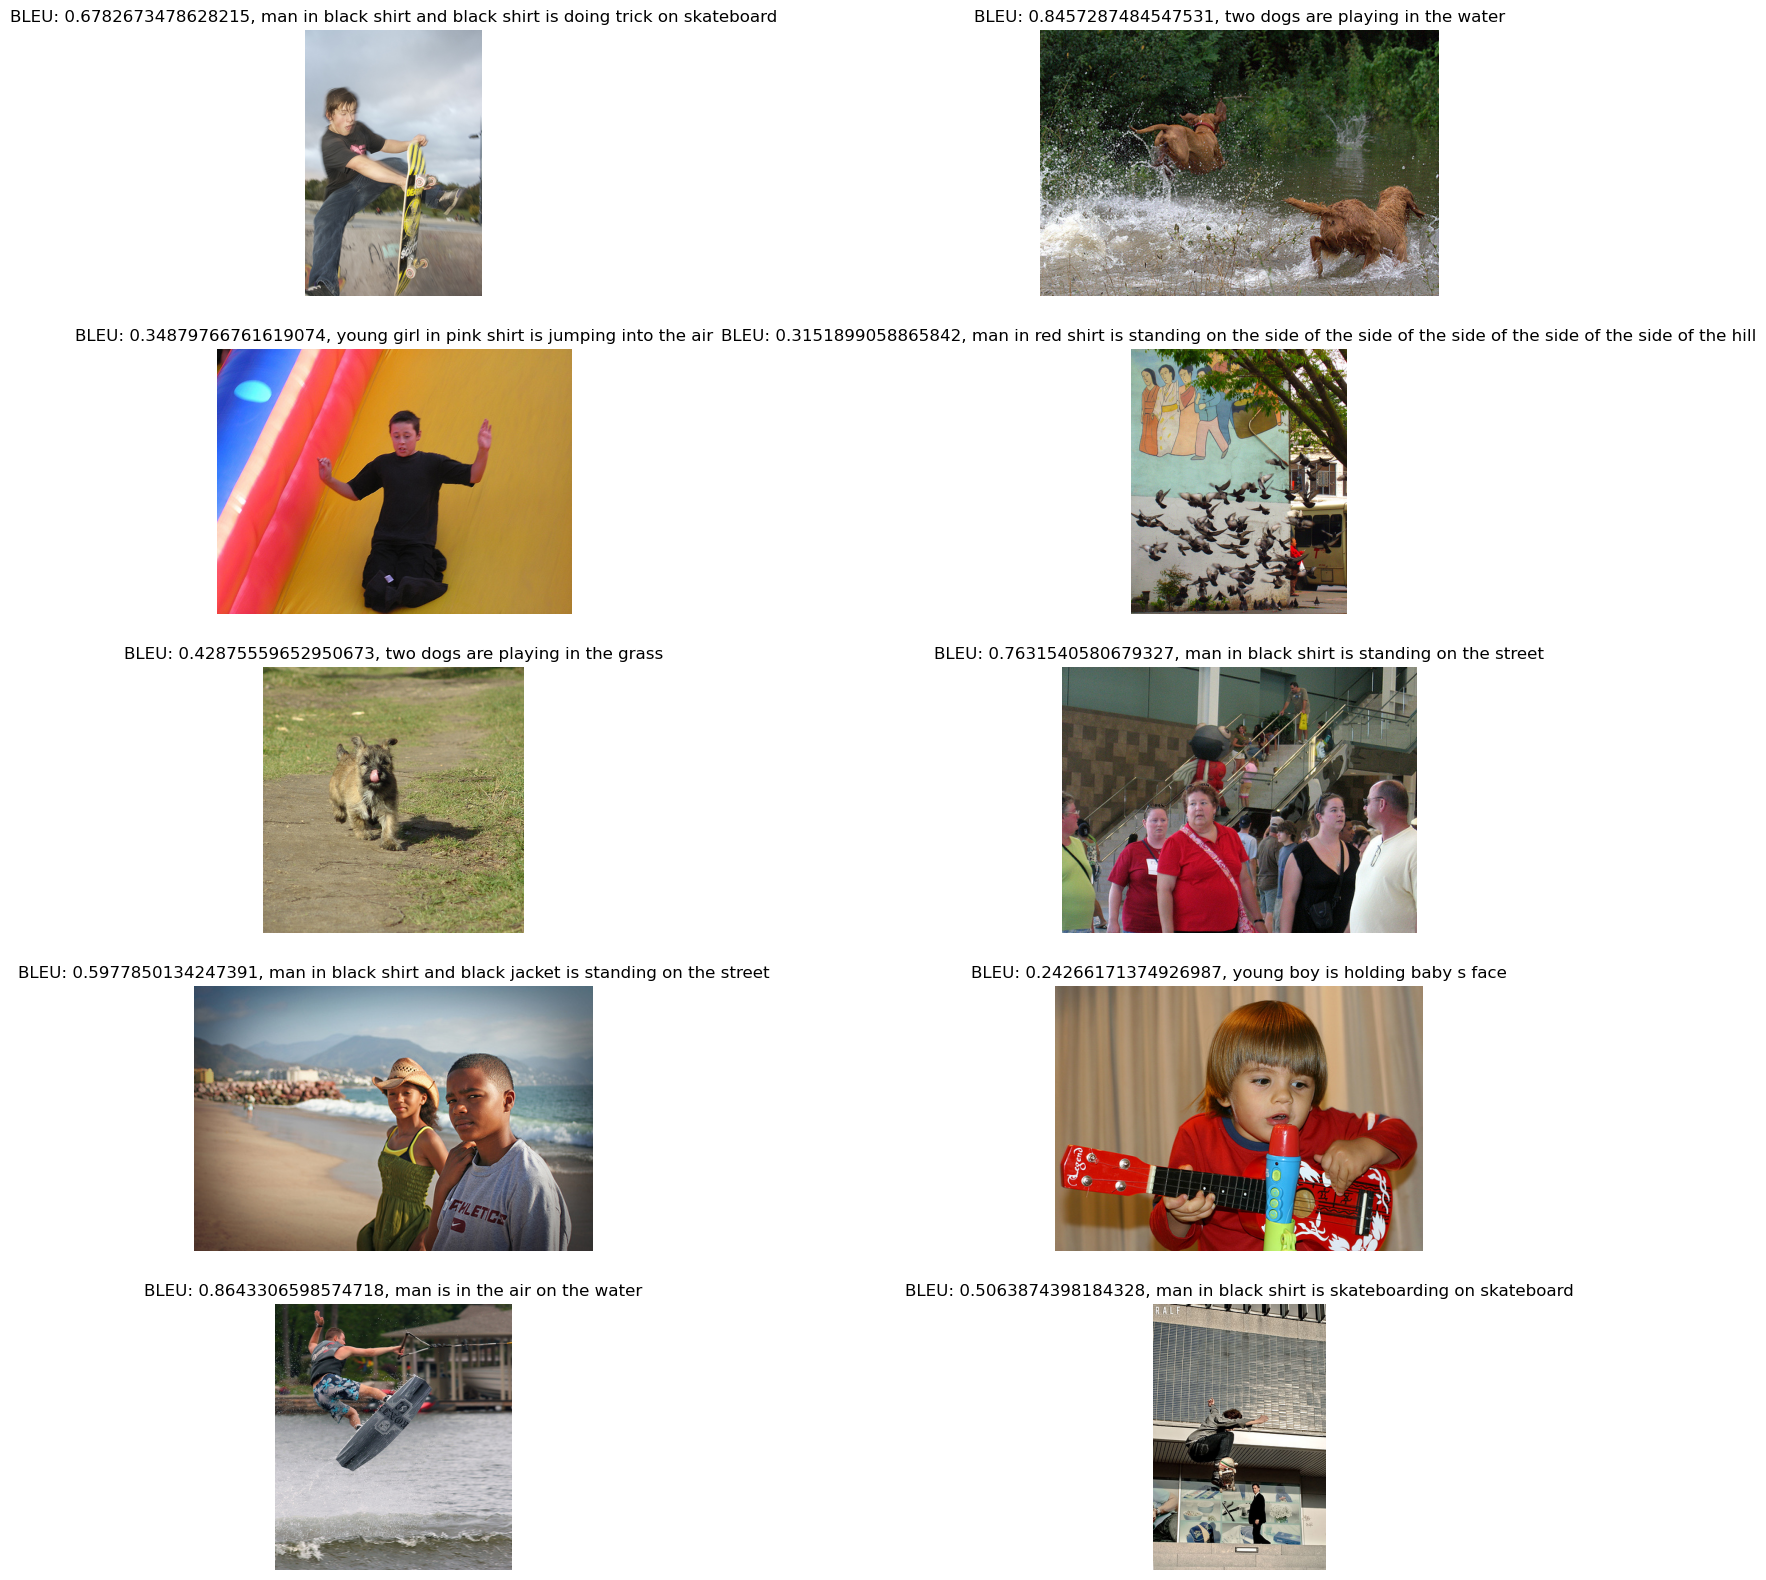 BLEU: 0.6782673478628215, man in black shirt and black shirt is doing trick on skateboard
BLEU: 0.8457287484547531, two dogs are playing in the water
BLEU: 0.34879766761619074, young girl in pink shirt is jumping into the air
BLEU: 0.3151899058865842, man in red shirt is standing on the side of the side of the side of the side of the side of the hill
BLEU: 0.42875559652950673, two dogs are playing in the grass
BLEU: 0.7631540580679327, man in black shirt is standing on the street
BLEU: 0.5977850134247391, man in black shirt and black jacket is standing on the street
ATHLETICS
BLEU: 0.24266171374926987, young boy is holding baby s face
Legend
BLEU: 0.8643306598574718, man is in the air on the water
BLEU: 0.5063874398184328, man in black shirt is skateboarding on skateboard
RALF